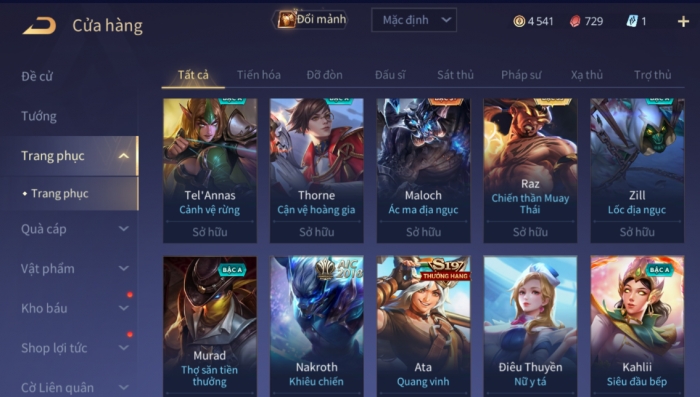 Cửa hàng
Đổi mảnh
Mặc định
4 541
729
1
Đề cử
Tướng
Trang phục
Trang phục
Quà cáp
Vật phẩm
Kho báu
Shop lợi tức
Cờ Liên quân
Tất cả
Tiến hóa
Đỡ đòn
Đấu sĩ
Sát thủ
Pháp sư
Xạ thủ
Trợ thủ
Tel'Annas
Cảnh vệ rừng
Sở hữu
Thorne
Cận vệ hoàng gia
Sở hữu
Maloch
Ác ma địa ngục
Sở hữu
Raz
Chiến thần Muay
Thái
Sở hữu
Zill
Lốc địa ngục
Sở hữu
BẬC A
Murad
Thợ săn tiền
thưởng
AIC
2018
Nakroth
Khiêu chiến
S19
THƯỞNG HẠNG
Ata
Quang vinh
Điêu Thuyền
Nữ y tá
BẬC A
Kahlii
Siêu đầu bếp